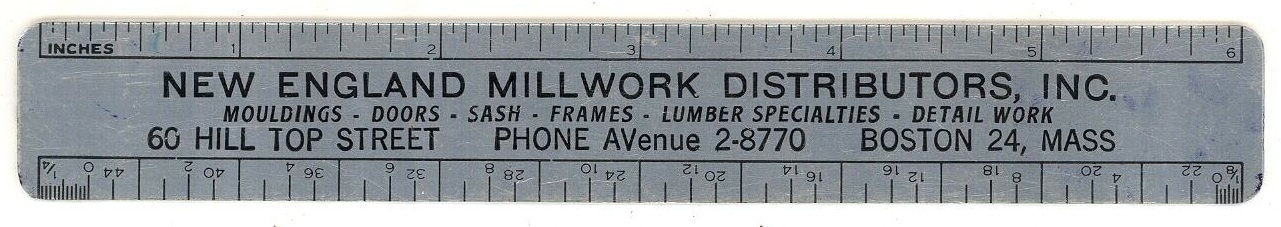 INCHES 1 2 3 4 5 6
NEW ENGLAND MILLWORK DISTRIBUTORS, INC.
MOULDINGS - DOORS - SASH - FRAMES - LUMBER SPECIALTIES - DETAIL WORK
60 HILL TOP STREET PHONE AVenue 2-8770 BOSTON 24, MASS
1/4 0 44 2 40 4 36 6 32 8 28 10 24 12 20 14 16 16 12 18 8 20 4 22 0 1/8